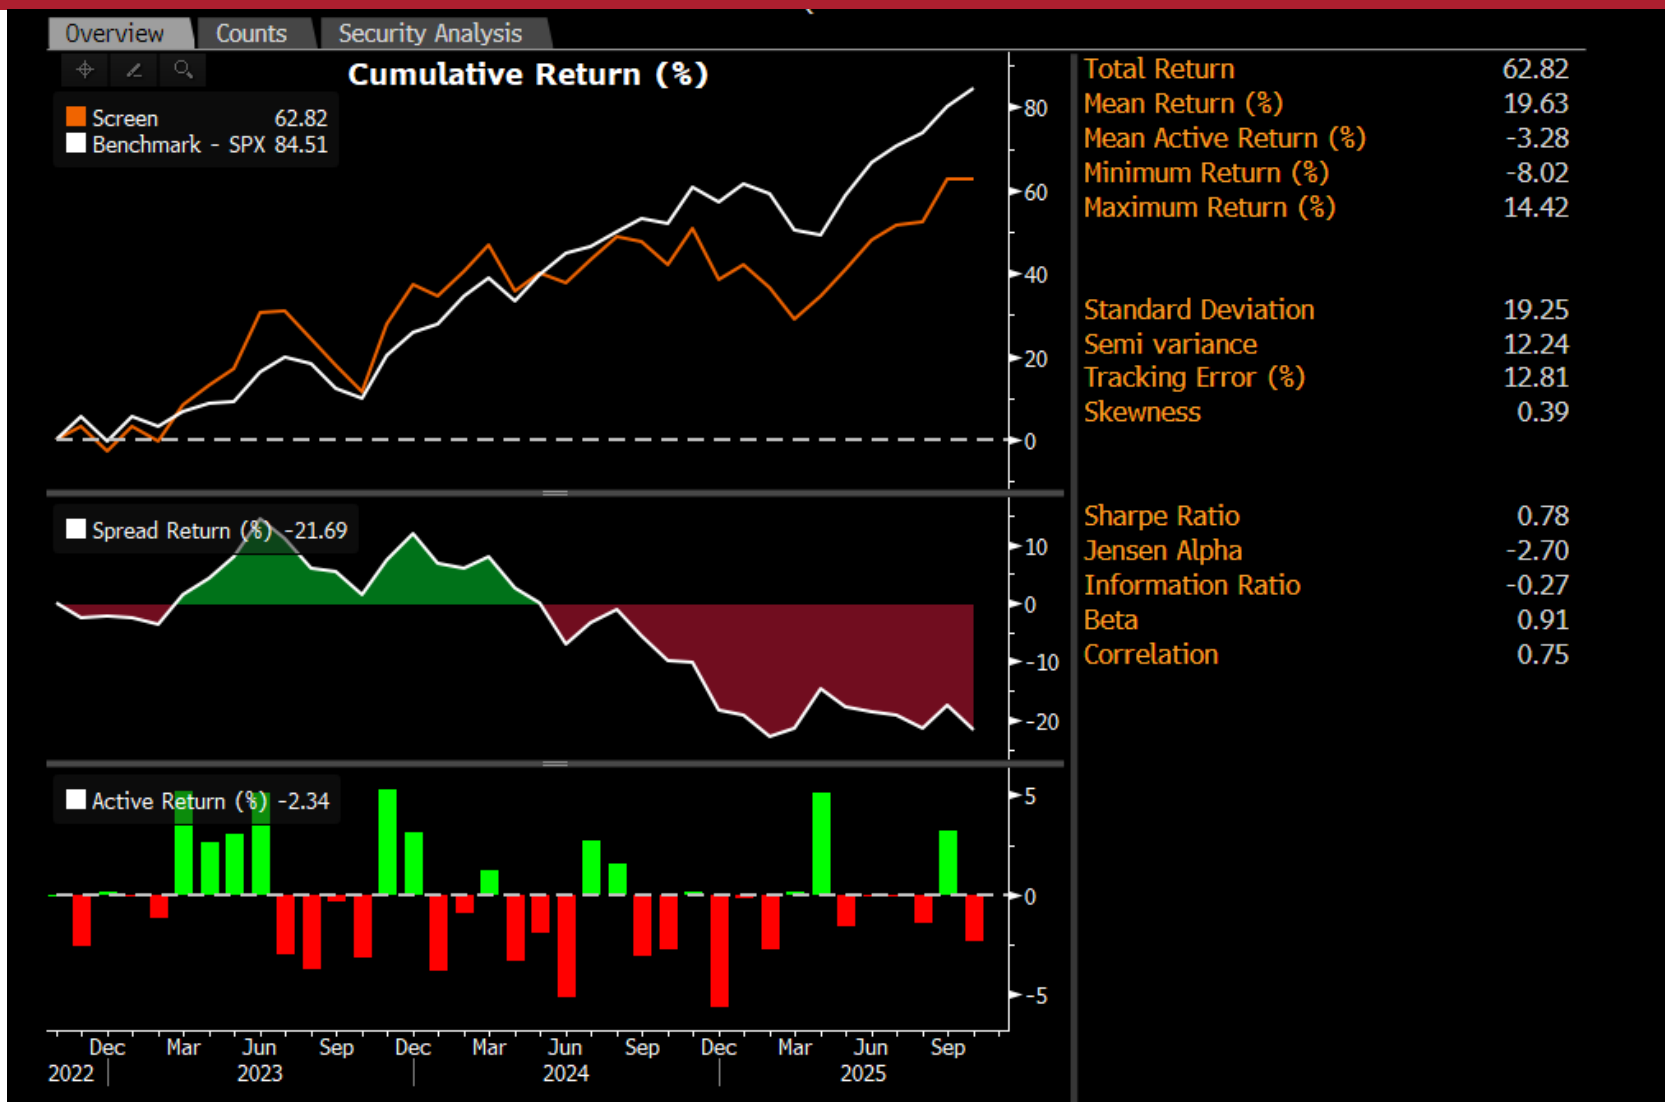 Overview Counts Security Analysis
Cumulative Return (%)
Screen 62.82
Benchmark - SPX 84.51
80
60
40
20
0
Spread Return (%) -21.69
10
0
-10
-20
Active Return (%) -2.34
5
0
-5
Dec Mar Jun Sep Dec Mar Jun Sep Dec Mar Jun Sep
2022 2023 2024 2025
Total Return 62.82
Mean Return (%) 19.63
Mean Active Return (%) -3.28
Minimum Return (%) -8.02
Maximum Return (%) 14.42
Standard Deviation 19.25
Semi variance 12.24
Tracking Error (%) 12.81
Skewness 0.39
Sharpe Ratio 0.78
Jensen Alpha -2.70
Information Ratio -0.27
Beta 0.91
Correlation 0.75